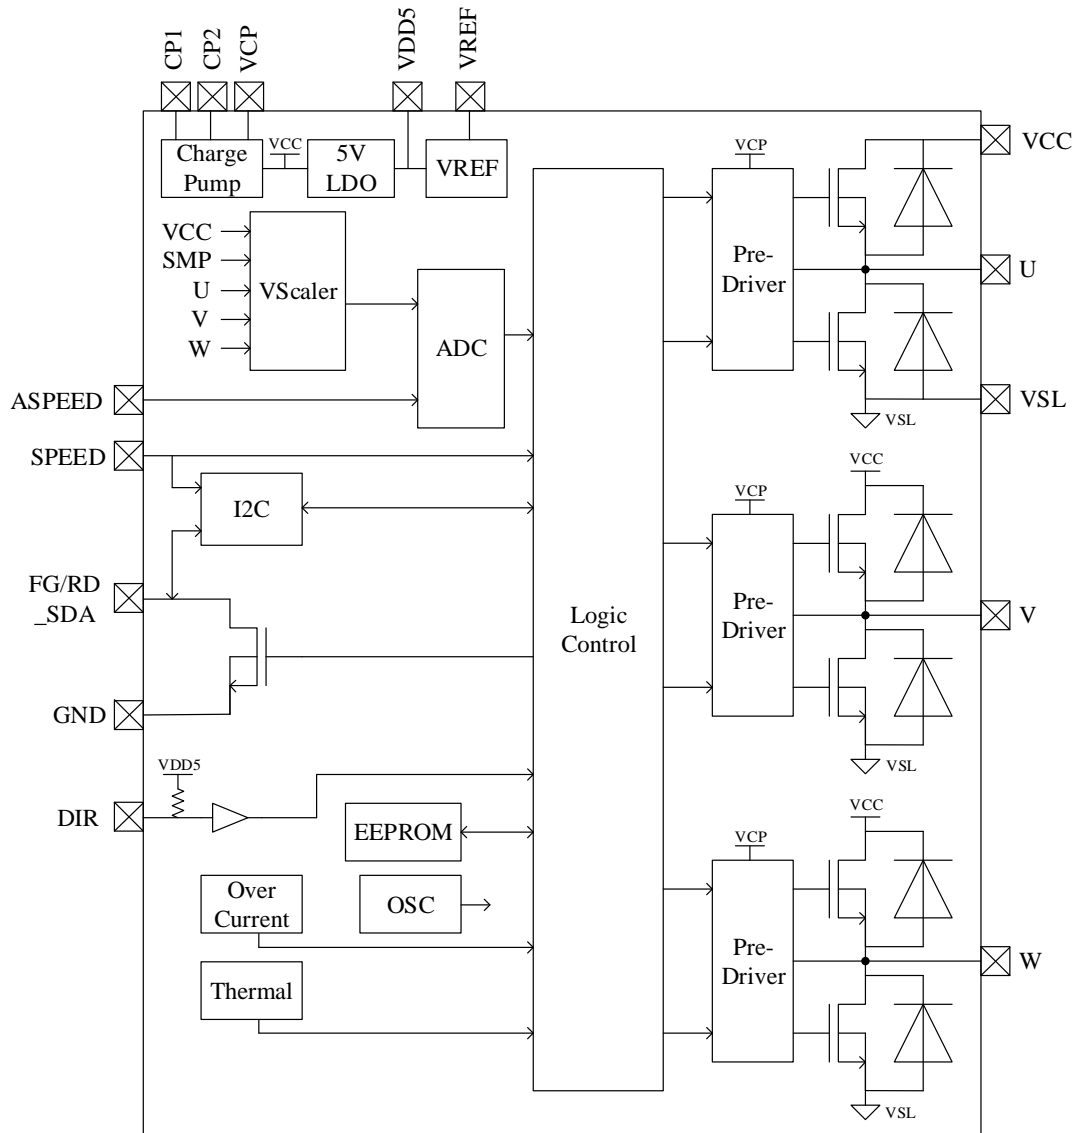 CP1
CP2
VCP
VDD5
VREF
Charge
Pump
VCC
5V
LDO
VREF
VCC
SMP
U
V
W
VScaler
ADC
ASPEED
SPEED
I2C
FG/RD
_SDA
GND
VDD5
DIR
EEPROM
OSC
Over
Current
Thermal
Logic
Control
VCP
Pre-
Driver
VCC
U
VSL
VSL
VCP
Pre-
Driver
VCC
V
VSL
VCP
Pre-
Driver
VCC
W
VSL